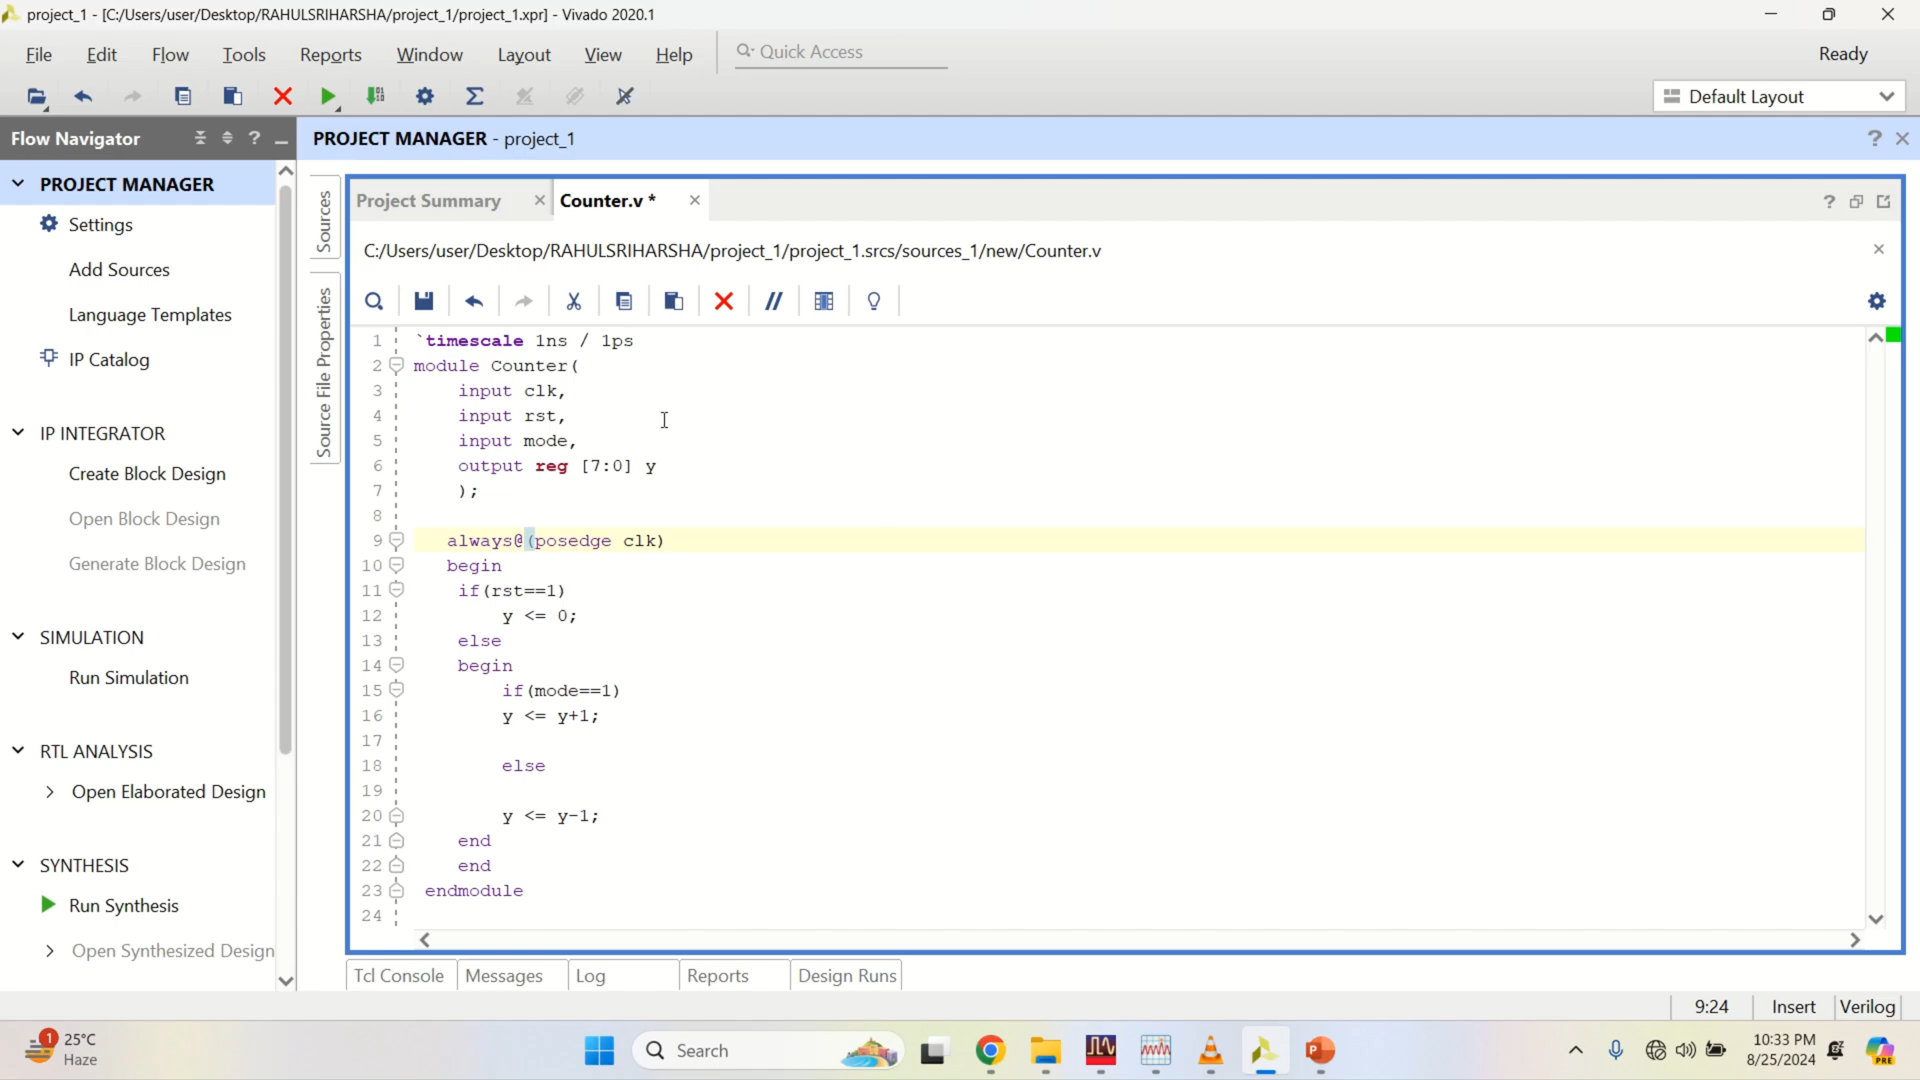 project_1 - [C:/Users/user/Desktop/RAHULSRIHARSHA/project_1/project_1.xpr] - Vivado 2020.1
File Edit Flow Tools Reports Window Layout View Help Quick Access Ready
Default Layout
Flow Navigator ?
PROJECT MANAGER - project_1 ?
PROJECT MANAGER
Settings
Add Sources
Language Templates
IP Catalog
IP INTEGRATOR
Create Block Design
Open Block Design
Generate Block Design
SIMULATION
Run Simulation
RTL ANALYSIS
Open Elaborated Design
SYNTHESIS
Run Synthesis
Open Synthesized Design
Sources
Source File Properties
Project Summary Counter.v * ?
C:/Users/user/Desktop/RAHULSRIHARSHA/project_1/project_1.srcs/sources_1/new/Counter.v
1 `timescale 1ns / 1ps
2 module Counter(
3 input clk,
4 input rst,
5 input mode,
6 output reg [7:0] y
7 );
8
9 always@(posedge clk)
10 begin
11 if(rst==1)
12 y <= 0;
13 else
14 begin
15 if(mode==1)
16 y <= y+1;
17
18 else
19
20 y <= y-1;
21 end
22 end
23 endmodule
24
Tcl Console Messages Log Reports Design Runs
9:24 Insert Verilog
1 25°C
Haze
Search
10:33 PM
8/25/2024
PRE